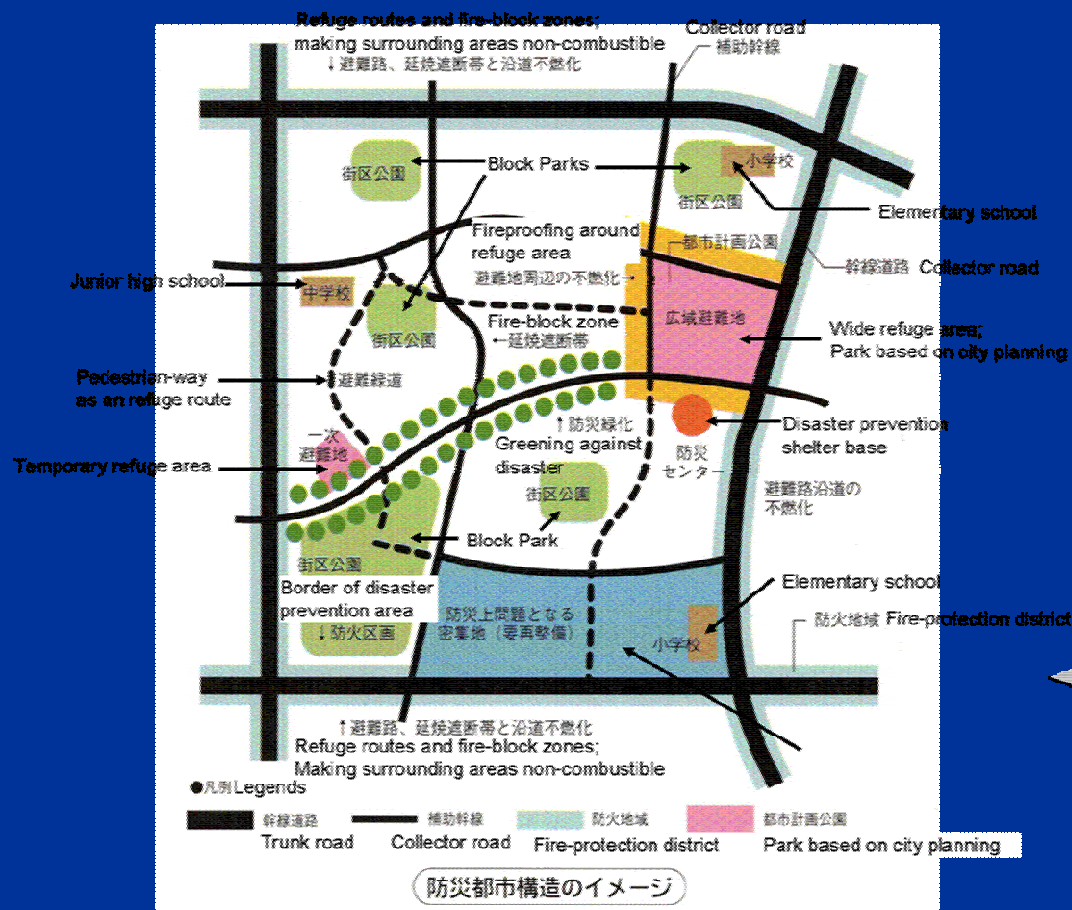 Refuge routes and fire-block zones;
making surrounding areas non-combustible
↓避難路、延焼遮断帯と沿道不燃化
Collector road
補助幹線
街区公園
Block Parks
小学校
街区公園
Elementary school
Fireproofing around
refuge area
避難地周辺の不燃化→
都市計画公園
幹線道路 Collector road
Junior high school
中学校
街区公園
Fire-block zone
←延焼遮断帯
広域避難地
Wide refuge area;
Park based on city planning
Pedestrian-way
as an refuge route
避難緑道
↑防災緑化
Greening against
disaster
Disaster prevention
shelter base
防災
センター
一次
避難地
Temporary refuge area
街区公園
避難路沿道の
不燃化
Block Park
街区公園
Border of disaster
prevention area
↓防火区画
防災上問題となる
密集地（要再整備）
小学校
Elementary school
防火地域 Fire-protection district
↑避難路、延焼遮断帯と沿道不燃化
Refuge routes and fire-block zones;
Making surrounding areas non-combustible
●凡例 Legends
幹線道路
Trunk road
補助幹線
Collector road
防火地域
Fire-protection district
都市計画公園
Park based on city planning
防災都市構造のイメージ